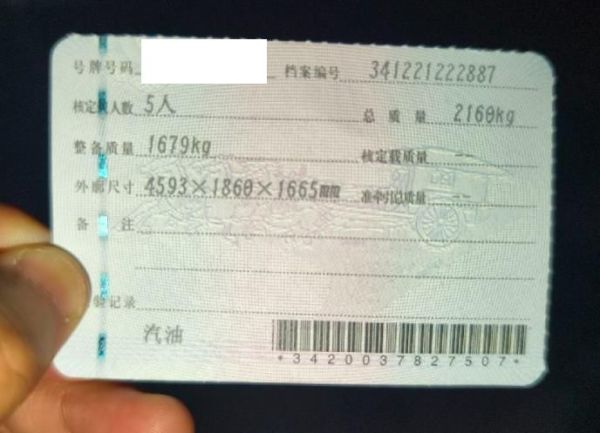 号牌号码 档案编号 341221222887
核定载人数 5人 总质量 2160kg
整备质量 1679kg 核定载质量 --
外廓尺寸 4593×1860×1665mm 准牵引总质量 --
备注
验记录
汽油
*3420037827507*